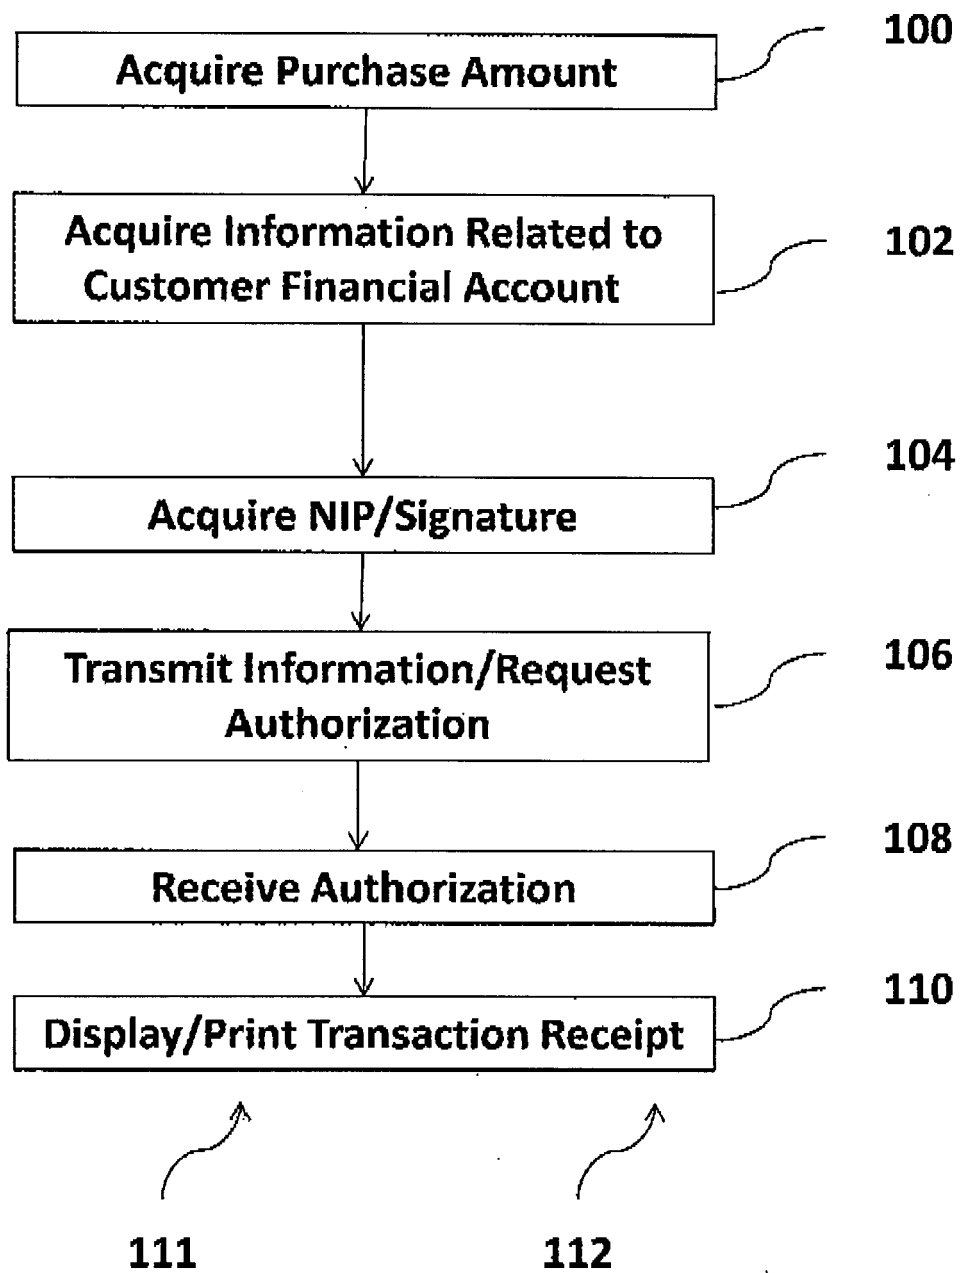 100
Acquire Purchase Amount
Acquire Information Related to
Customer Financial Account
102
104
Acquire NIP/Signature
106
Transmit Information/Request
Authorization
108
Receive Authorization
110
Display/Print Transaction Receipt
111
112